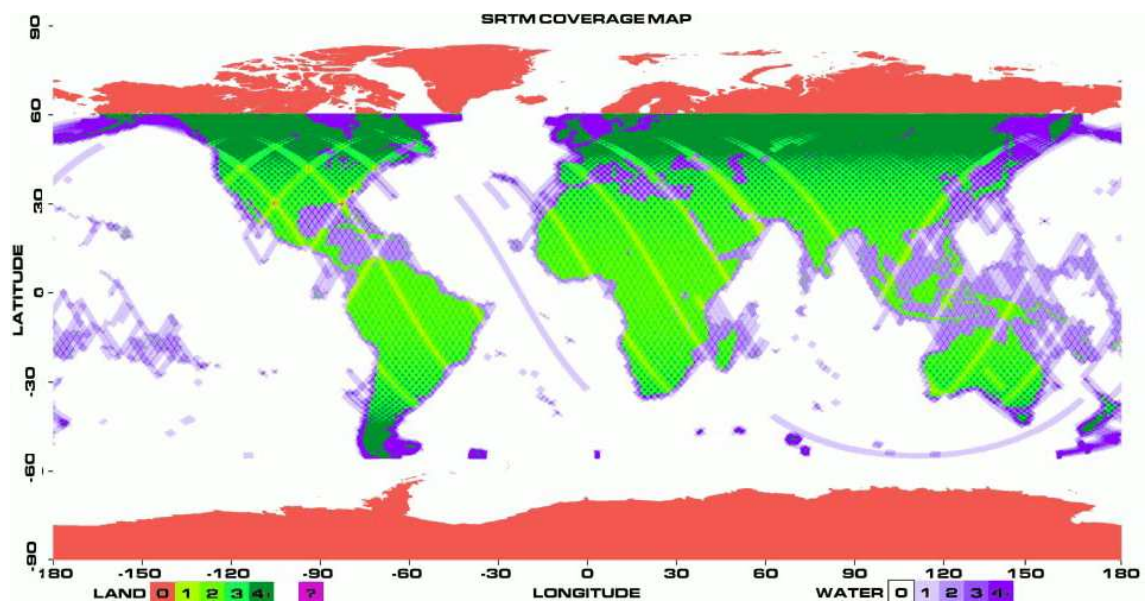 SRTM COVERAGE MAP
90
60
30
0
-30
-60
-90
LATITUDE
-180 -150 -120 -90 -60 -30 0 30 60 90 120 150 180
LAND 0 1 2 3 4+ ? LONGITUDE WATER 0 1 2 3 4+